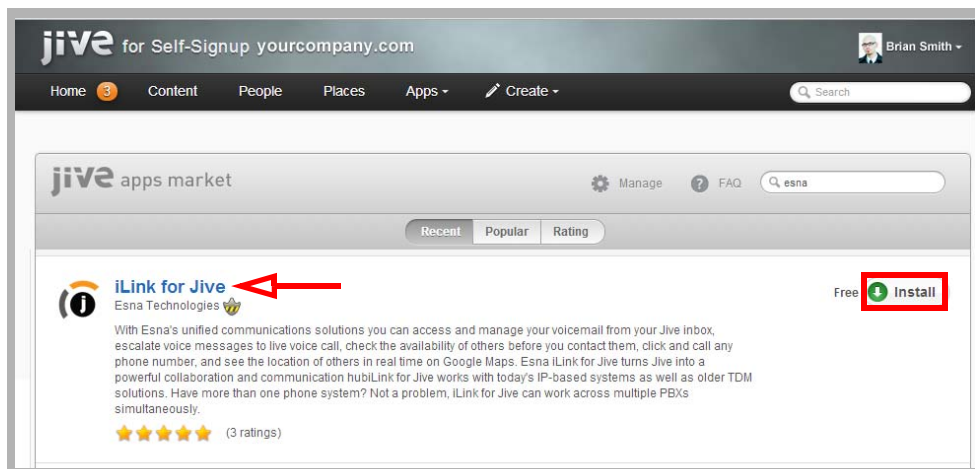 jive for Self-Signup yourcompany.com
Brian Smith
Home 3 Content People Places Apps Create Search
jive apps market Manage FAQ esna
Recent Popular Rating
iLink for Jive
Free Install
Esna Technologies
With Esna's unified communications solutions you can access and manage your voicemail from your Jive inbox,
escalate voice messages to live voice call, check the availability of others before you contact them, click and call any
phone number, and see the location of others in real time on Google Maps. Esna iLink for Jive turns Jive into a
powerful collaboration and communication hubiLink for Jive works with today's IP-based systems as well as older TDM
solutions. Have more than one phone system? Not a problem, iLink for Jive can work across multiple PBXs
simultaneously.
(3 ratings)